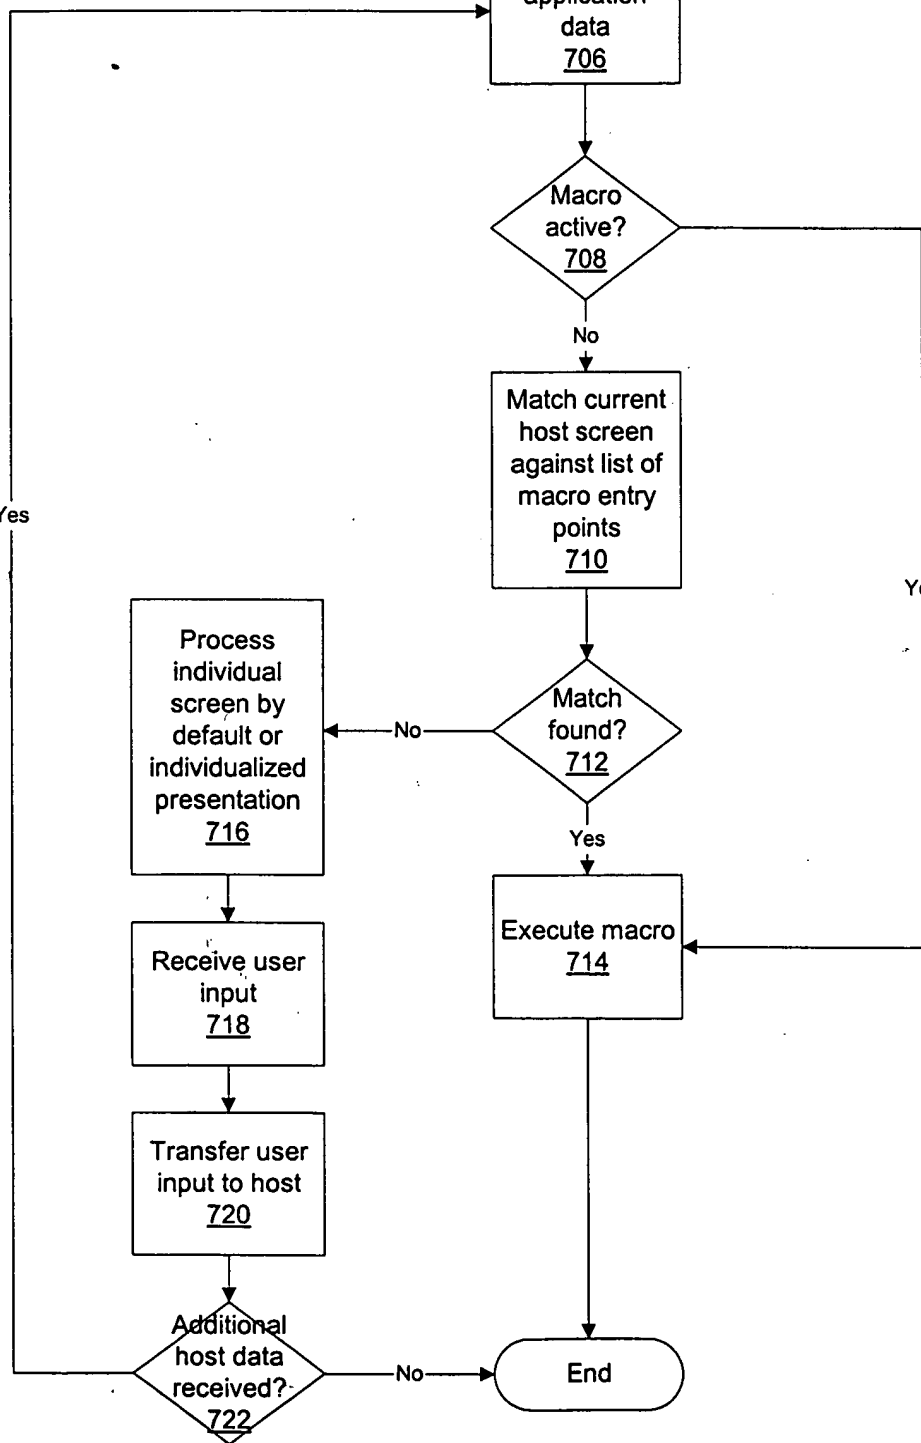 data
706
Macro
active?
708
No
Match current
host screen
against list of
macro entry
points
710
Yes
Process
individual
screen by
default or
individualized
presentation
716
No
Match
found?
712
Yes
Execute macro
714
Receive user
input
718
Transfer user
input to host
720
Additional
host data
received?
722
No
End